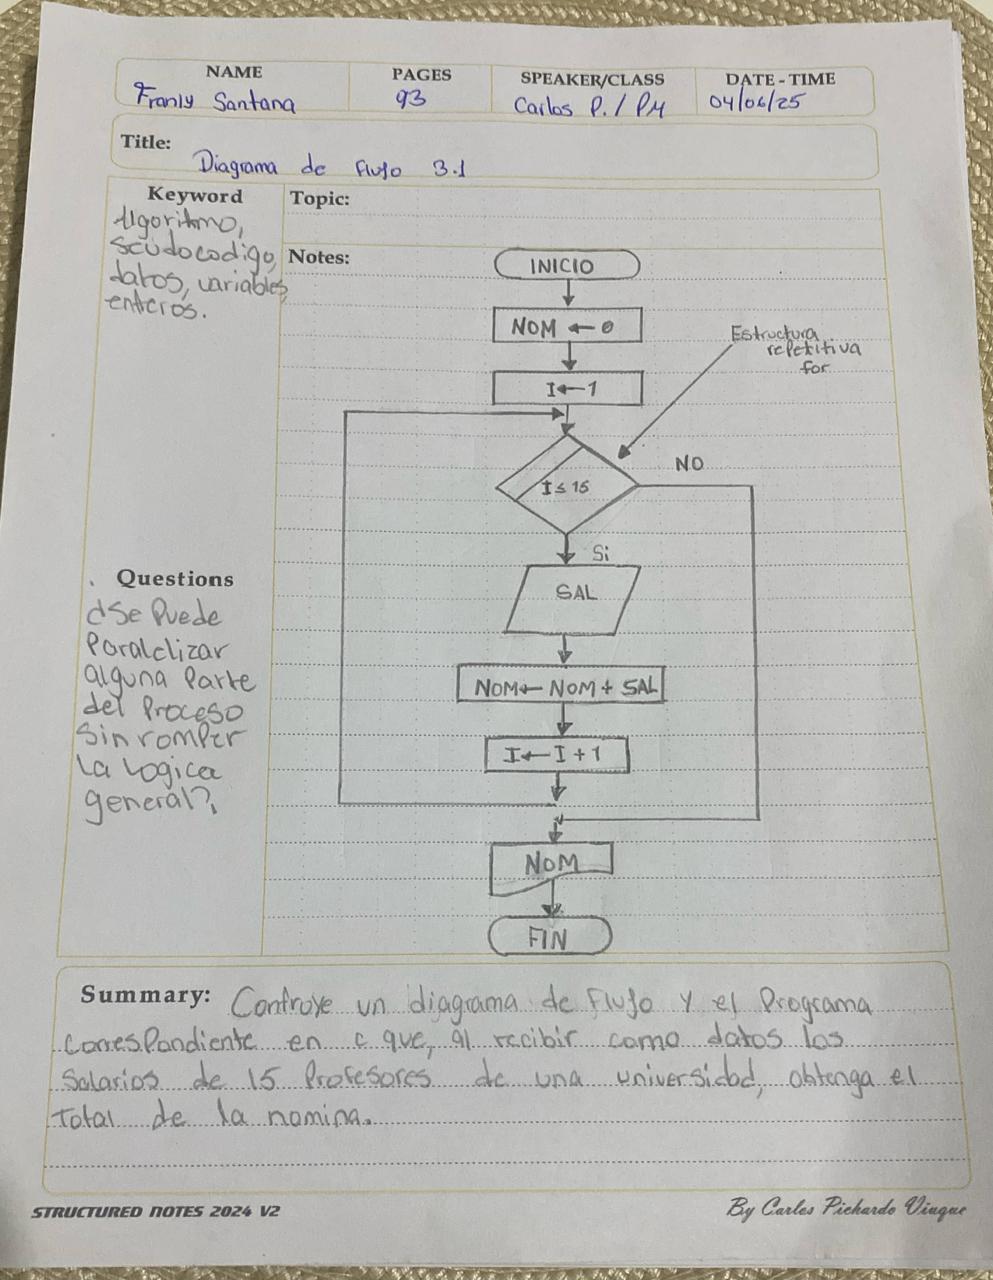 NAME
Franly Santana
PAGES
93
SPEAKER/CLASS
Carlos P. / PM
DATE - TIME
04/06/25
Title:
Diagrama de Flujo 3.1
Keyword
Algoritmo,
scudocodigo,
datos, variables
enteros.
Topic:
Notes:
INICIO
NOM ← 0
I ← 1
Estructura
repetitiva
for
I ≤ 15
NO
Si
SAL
NOM ← NOM + SAL
I ← I + 1
NOM
FIN
Questions
¿Se Puede
Paralelizar
alguna Parte
del Proceso
sin romper
La Logica
general?
Summary: Controye un diagrama de Flujo y el Programa
correspondiente en c que, al recibir como datos los
Salarios de 15 Profesores de una universidad, obtenga el
Total de la nomina.
STRUCTURED NOTES 2024 V2
By Carlos Pichardo Viuque